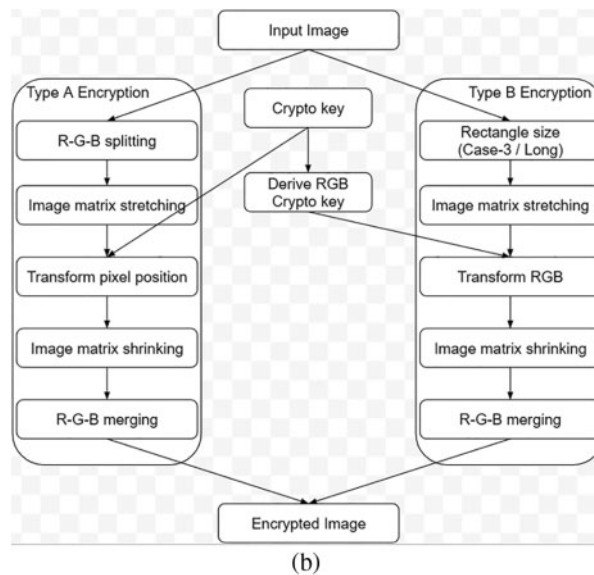 Input Image
Type A Encryption
R-G-B splitting
Image matrix stretching
Transform pixel position
Image matrix shrinking
R-G-B merging
Crypto key
Derive RGB
Crypto key
Type B Encryption
Rectangle size
(Case-3 / Long)
Image matrix stretching
Transform RGB
Image matrix shrinking
R-G-B merging
Encrypted Image
(b)